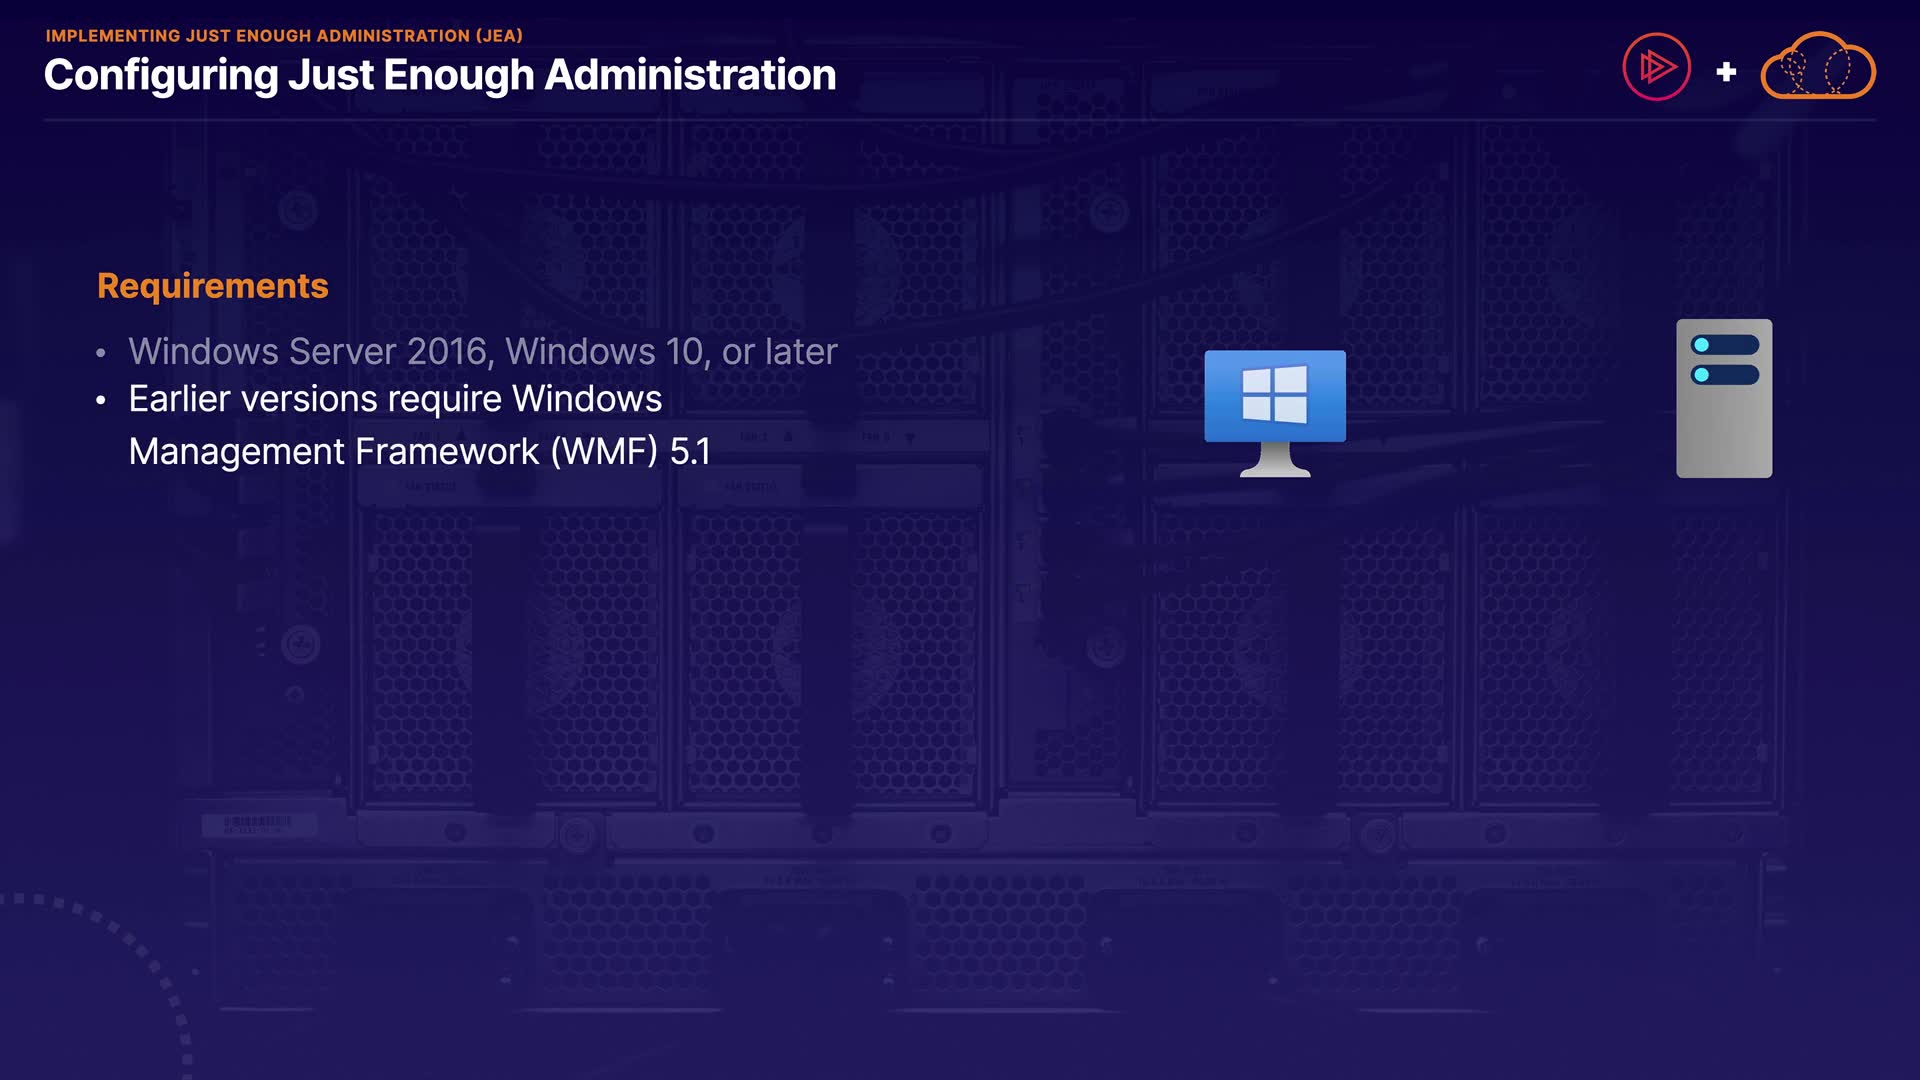 IMPLEMENTING JUST ENOUGH ADMINISTRATION (JEA)
Configuring Just Enough Administration
Requirements
• Windows Server 2016, Windows 10, or later
• Earlier versions require Windows
Management Framework (WMF) 5.1